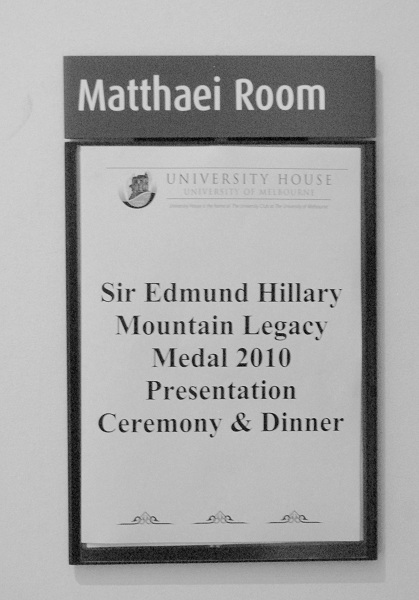 Matthaei Room
UNIVERSITY HOUSE
UNIVERSITY OF MELBOURNE
Sir Edmund Hillary
Mountain Legacy
Medal 2010
Presentation
Ceremony & Dinner